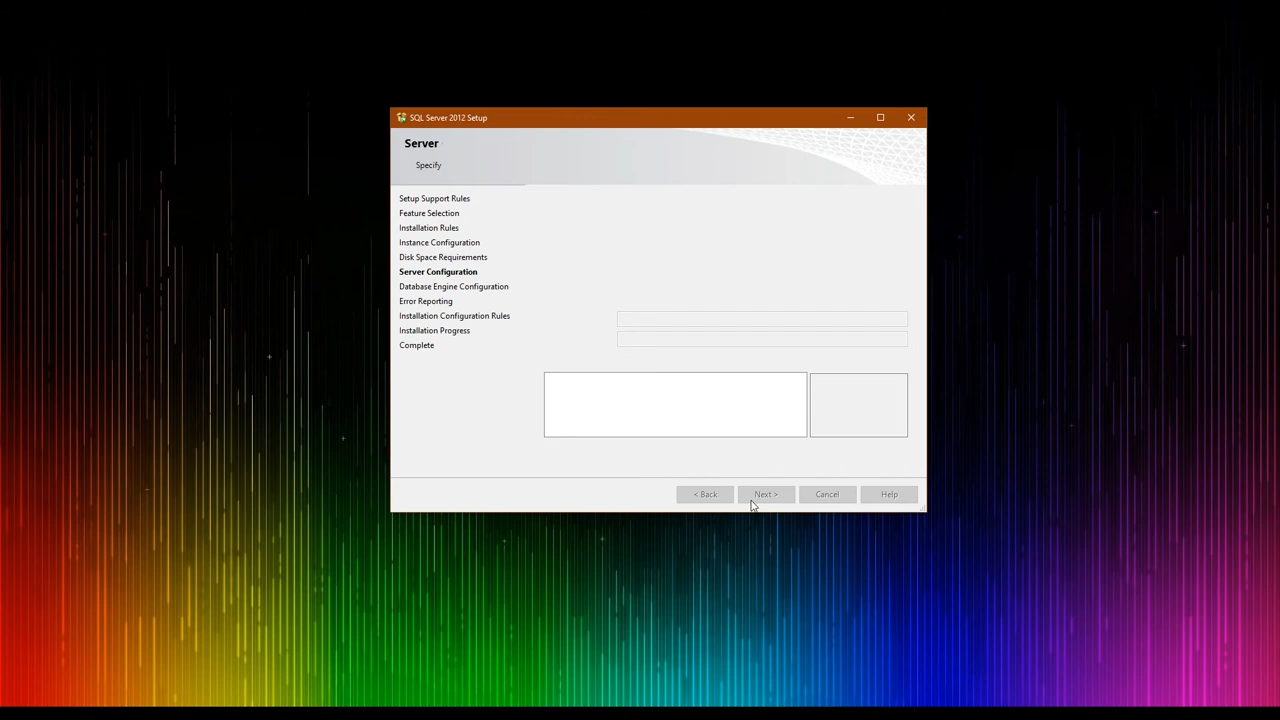 SQL Server 2012 Setup
Server
Specify
Setup Support Rules
Feature Selection
Installation Rules
Instance Configuration
Disk Space Requirements
Server Configuration
Database Engine Configuration
Error Reporting
Installation Configuration Rules
Installation Progress
Complete
< Back
Next >
Cancel
Help